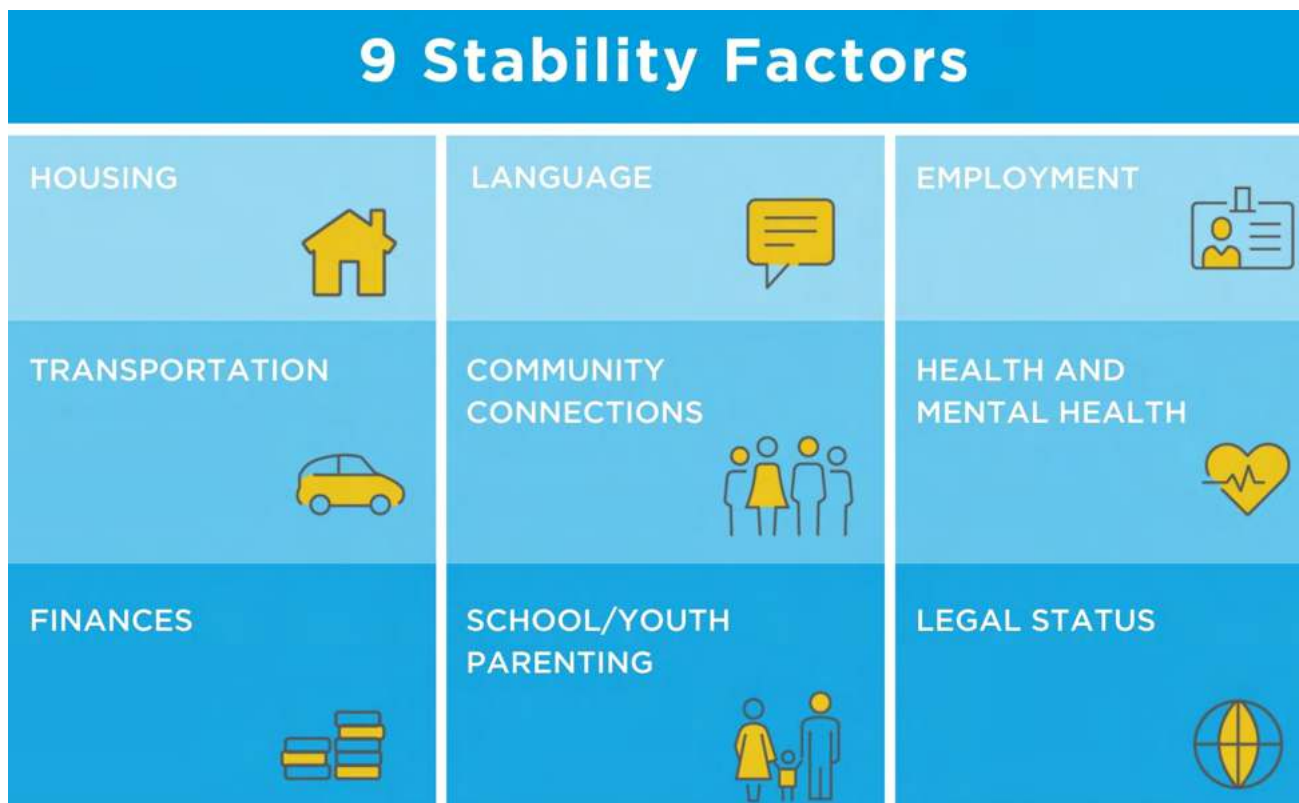 9 Stability Factors
HOUSING
LANGUAGE
EMPLOYMENT
TRANSPORTATION
COMMUNITY
CONNECTIONS
HEALTH AND
MENTAL HEALTH
FINANCES
SCHOOL/YOUTH
PARENTING
LEGAL STATUS